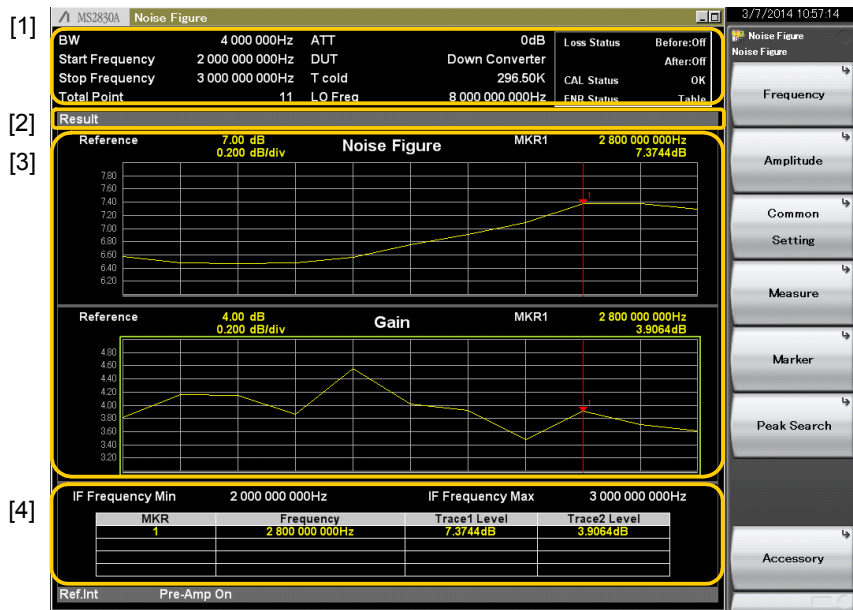 3/7/2014 10:57:14
MS2830A Noise Figure
[1]
BW 4 000 000Hz ATT 0dB Loss Status Before:Off
Start Frequency 2 000 000 000Hz DUT Down Converter After:Off
Stop Frequency 3 000 000 000Hz T cold 296.50K CAL Status OK
Total Point 11 LO Freq 8 000 000 000Hz ENR Status Table
[2]
Result
[3]
Reference 7.00 dB Noise Figure MKR1 2 800 000 000Hz
0.200 dB/div 7.3744dB
7.80
7.60
7.40
7.20
7.00
6.80
6.60
6.40
6.20
1
Reference 4.00 dB Gain MKR1 2 800 000 000Hz
0.200 dB/div 3.9064dB
4.80
4.60
4.40
4.20
4.00
3.80
3.60
3.40
3.20
1
[4]
IF Frequency Min 2 000 000 000Hz IF Frequency Max 3 000 000 000Hz
MKR Frequency Trace1 Level Trace2 Level
1 2 800 000 000Hz 7.3744dB 3.9064dB
Ref.Int Pre-Amp On
Noise Figure
Noise Figure
Frequency
Amplitude
Common
Setting
Measure
Marker
Peak Search
Accessory